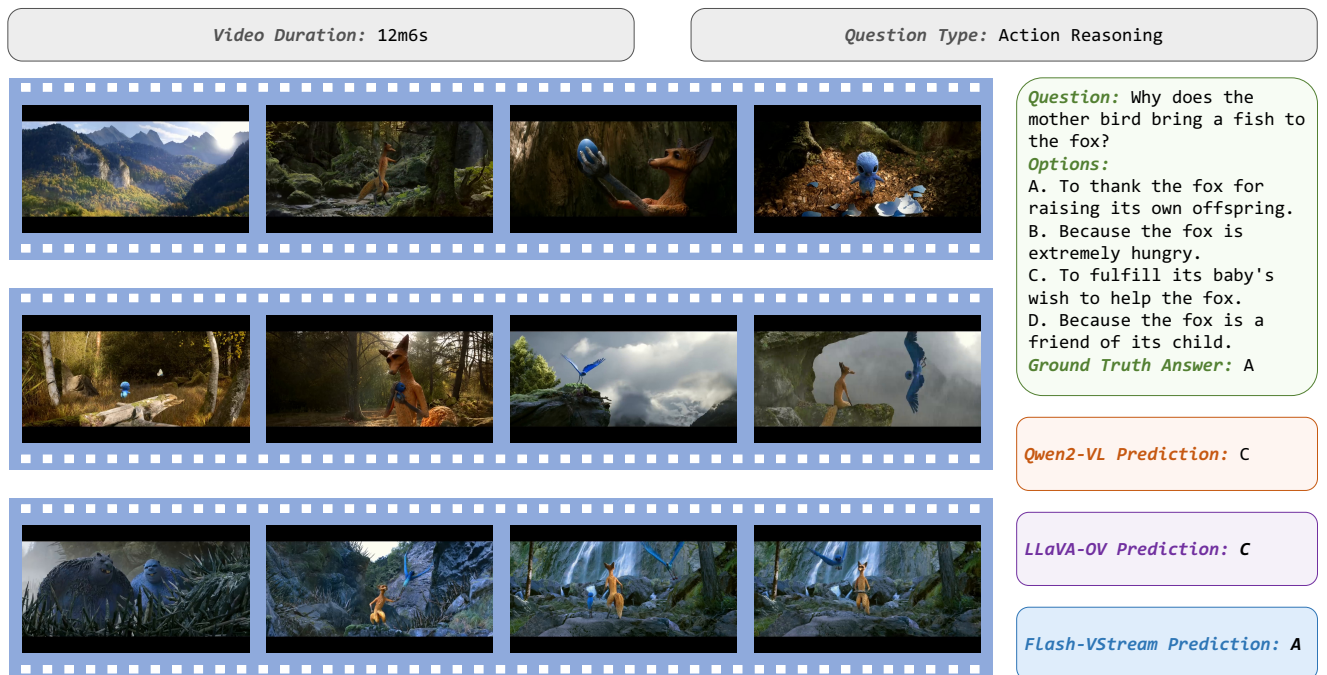 Video Duration: 12m6s
Question Type: Action Reasoning
Question: Why does the
mother bird bring a fish to
the fox?
Options:
A. To thank the fox for
raising its own offspring.
B. Because the fox is
extremely hungry.
C. To fulfill its baby's
wish to help the fox.
D. Because the fox is a
friend of its child.
Ground Truth Answer: A
Qwen2-VL Prediction: C
LLaVA-OV Prediction: C
Flash-VStream Prediction: A